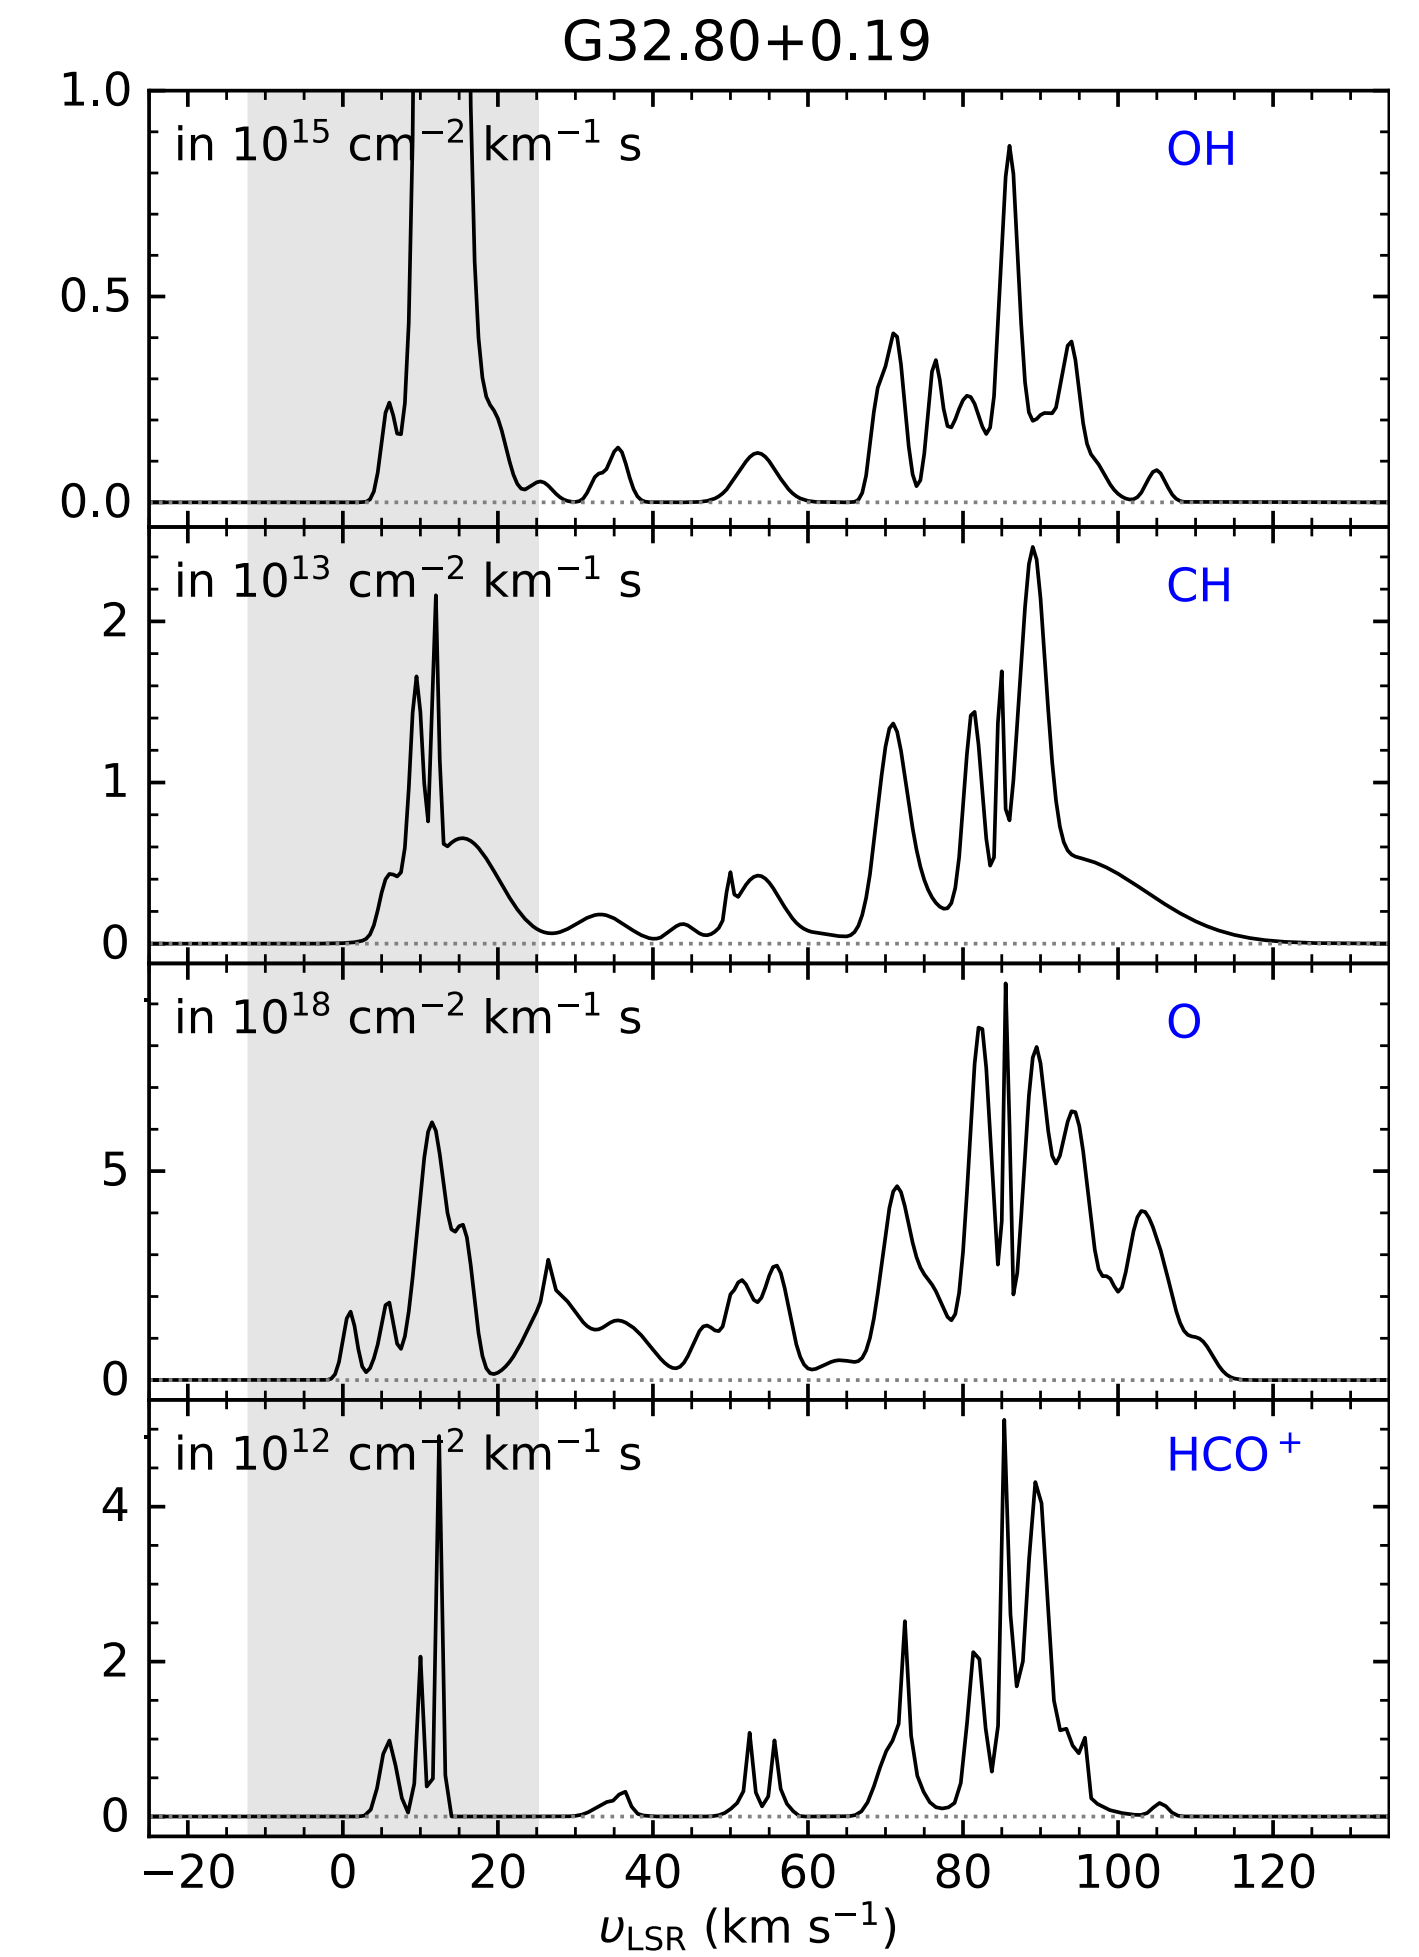 G32.80+0.19
1.0
in 10¹⁵ cm⁻² km⁻¹ s
OH
0.5
0.0
in 10¹³ cm⁻² km⁻¹ s
CH
2
1
0
in 10¹⁸ cm⁻² km⁻¹ s
O
5
0
in 10¹² cm⁻² km⁻¹ s
HCO⁺
4
2
0
−20 0 20 40 60 80 100 120
υLSR (km s⁻¹)